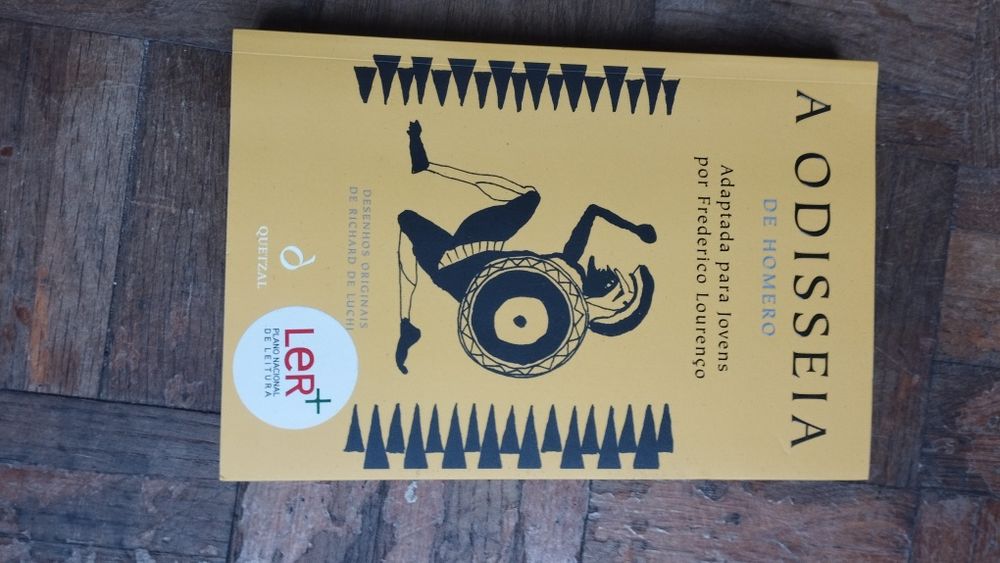 A ODISSEIA
DE HOMERO
Adaptada para Jovens
por Frederico Lourenço
DESENHOS ORIGINAIS
DE RICHARD DE LUCHI
QUETZAL
LeR+
PLANO NACIONAL
DE LEITURA